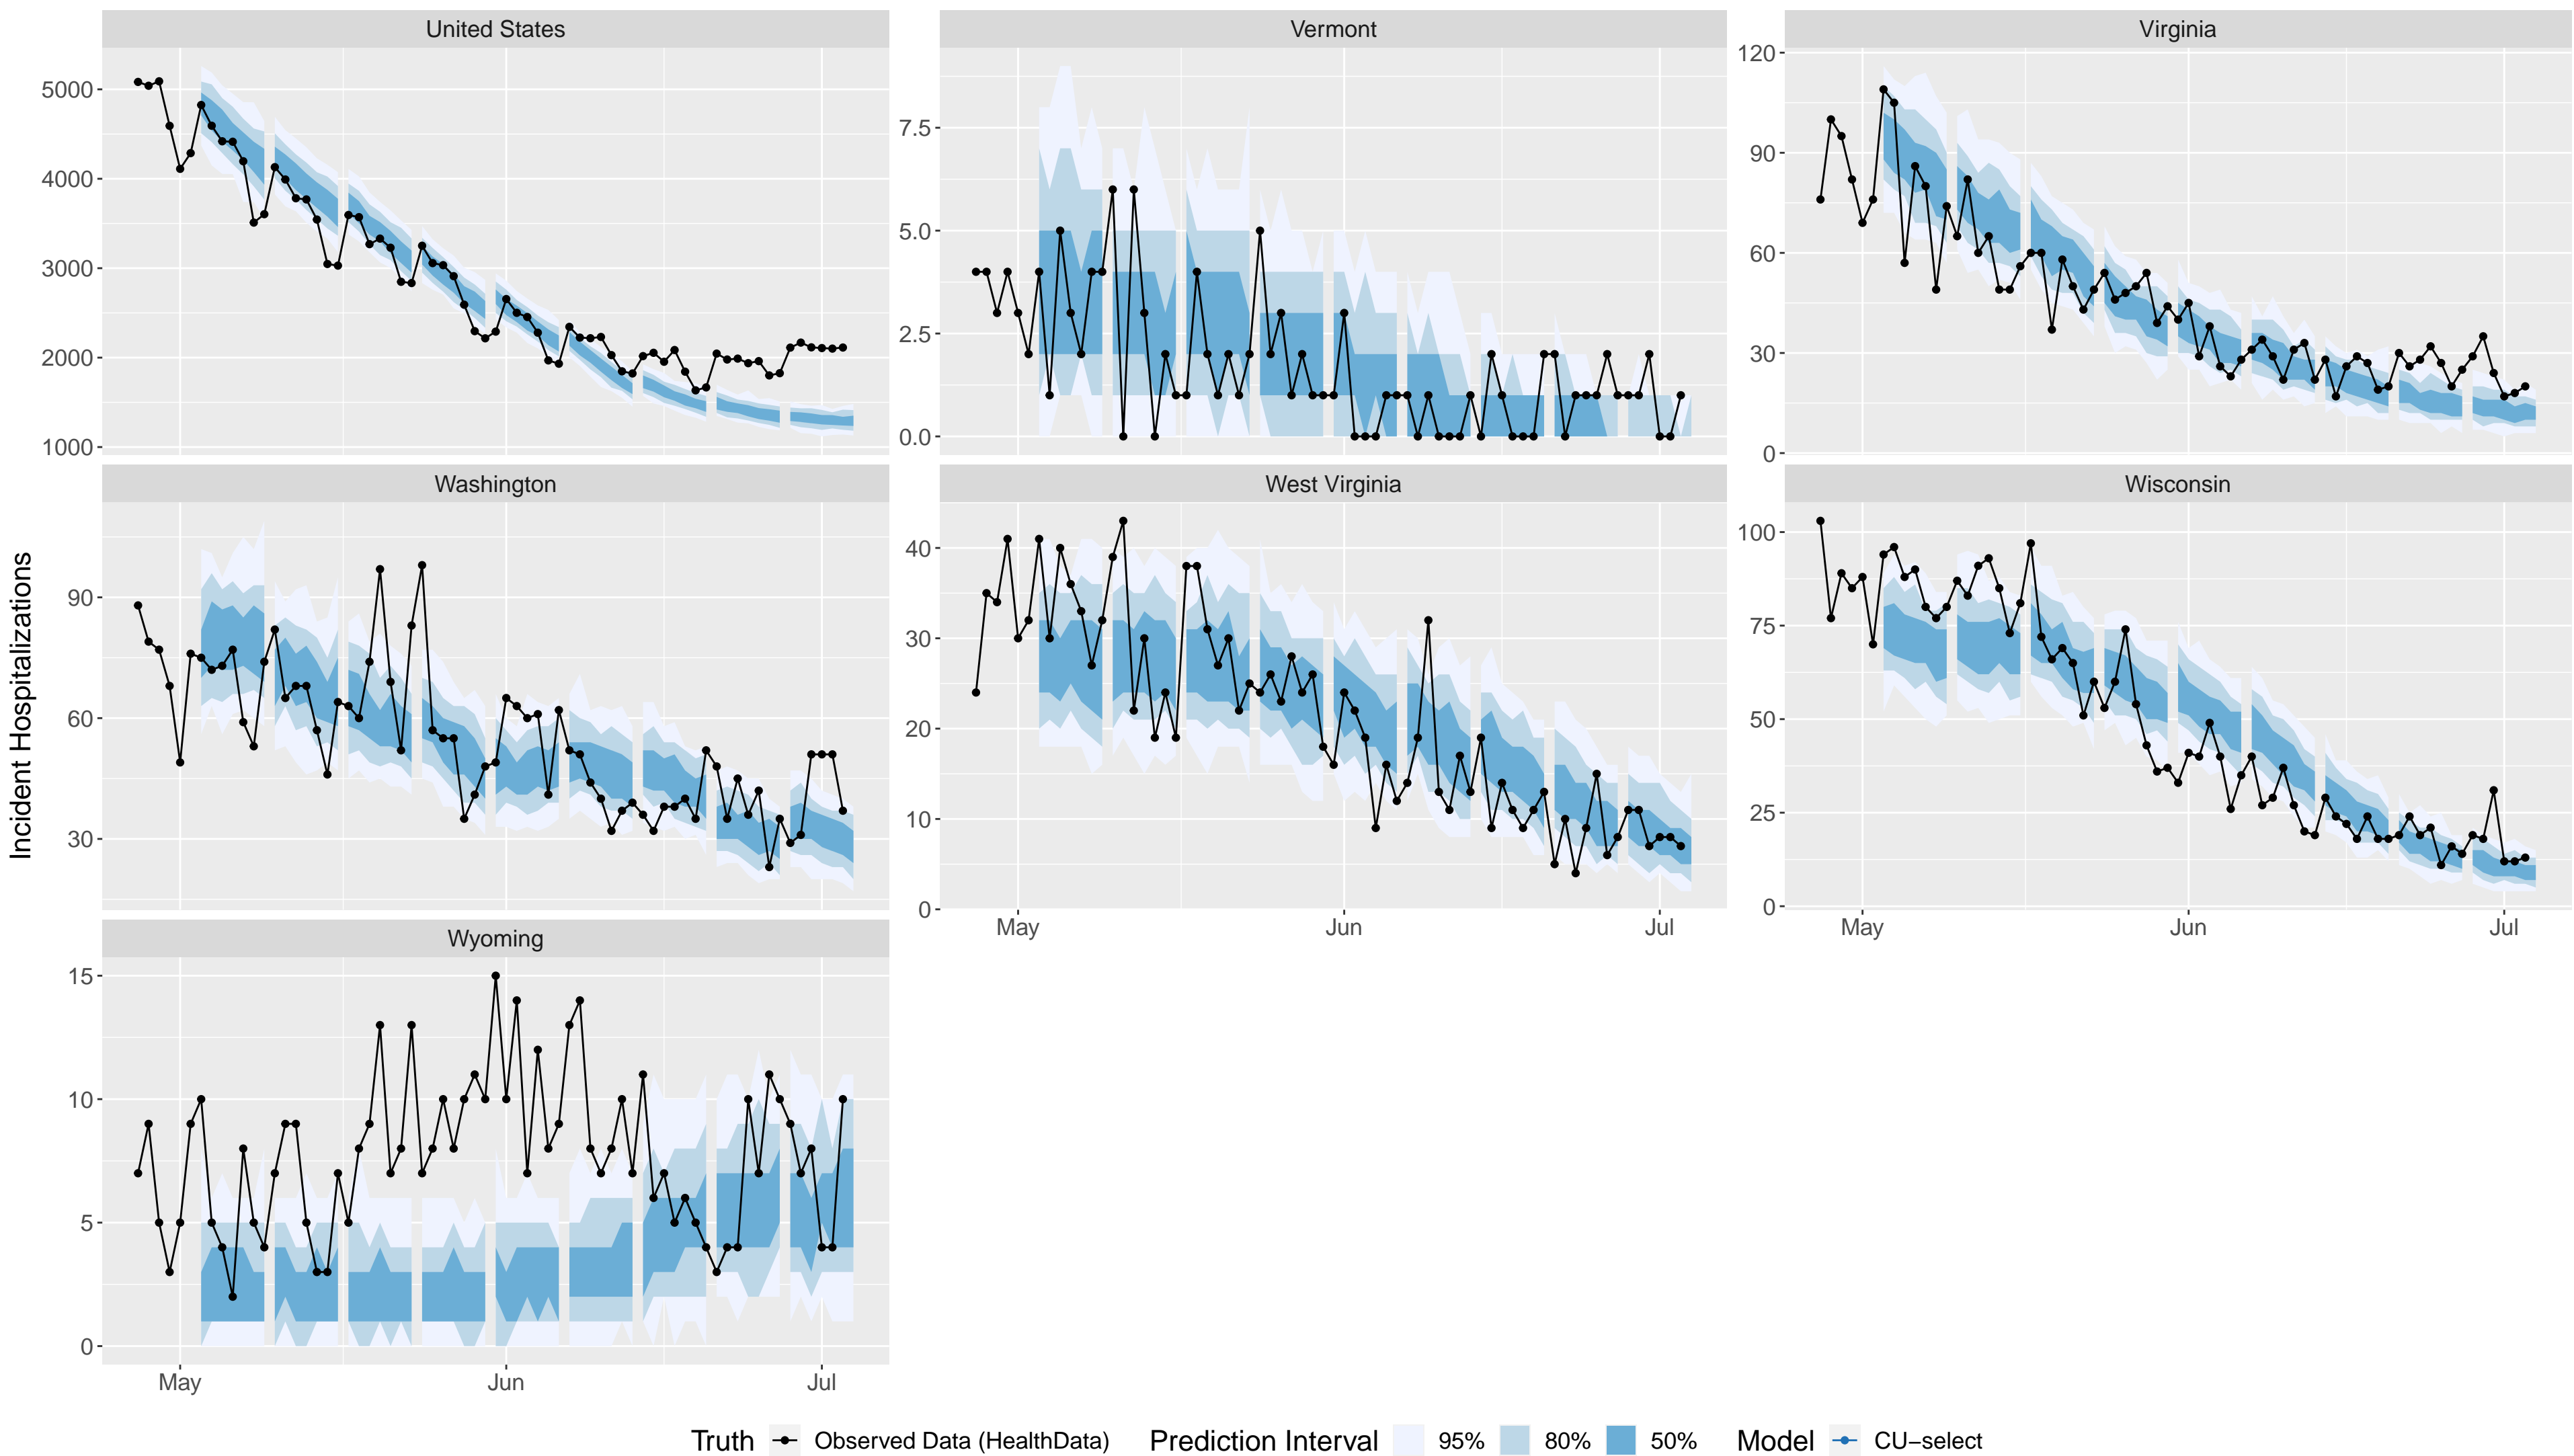 United States
Vermont
Virginia
5000
4000
3000
2000
1000
7.5
5.0
2.5
0.0
120
90
60
30
0
Washington
West Virginia
Wisconsin
Incident Hospitalizations
90
60
30
40
30
20
10
0
100
75
50
25
0
May Jun Jul
May Jun Jul
Wyoming
15
10
5
0
May Jun Jul
Truth Observed Data (HealthData) Prediction Interval 95% 80% 50% Model CU−select